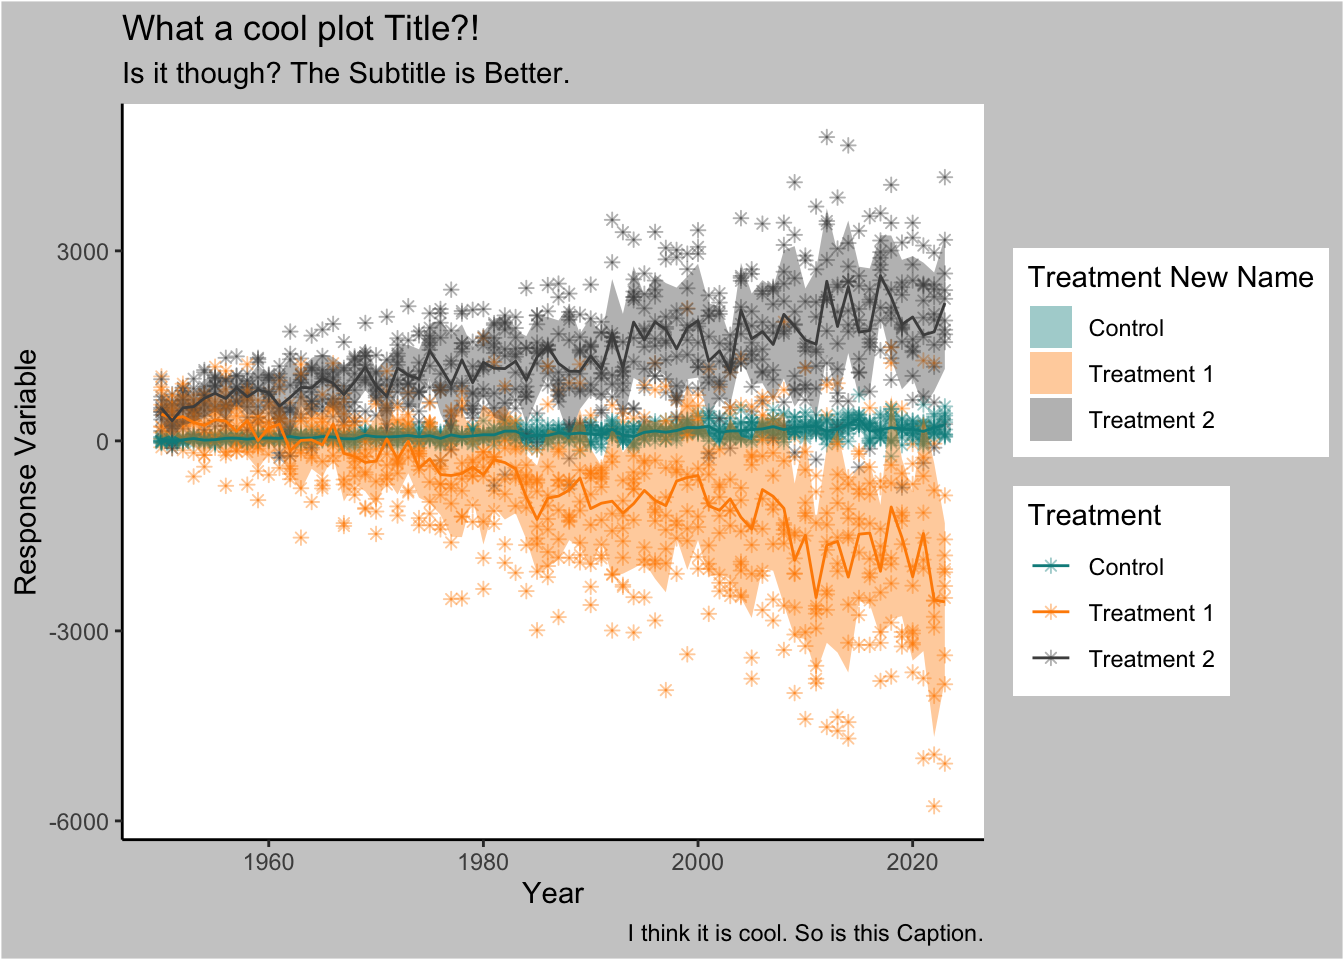 What a cool plot Title?!
Is it though? The Subtitle is Better.
Response Variable
3000
0
-3000
-6000
1960
1980
2000
2020
Year
I think it is cool. So is this Caption.
Treatment New Name
Control
Treatment 1
Treatment 2
Treatment
Control
Treatment 1
Treatment 2